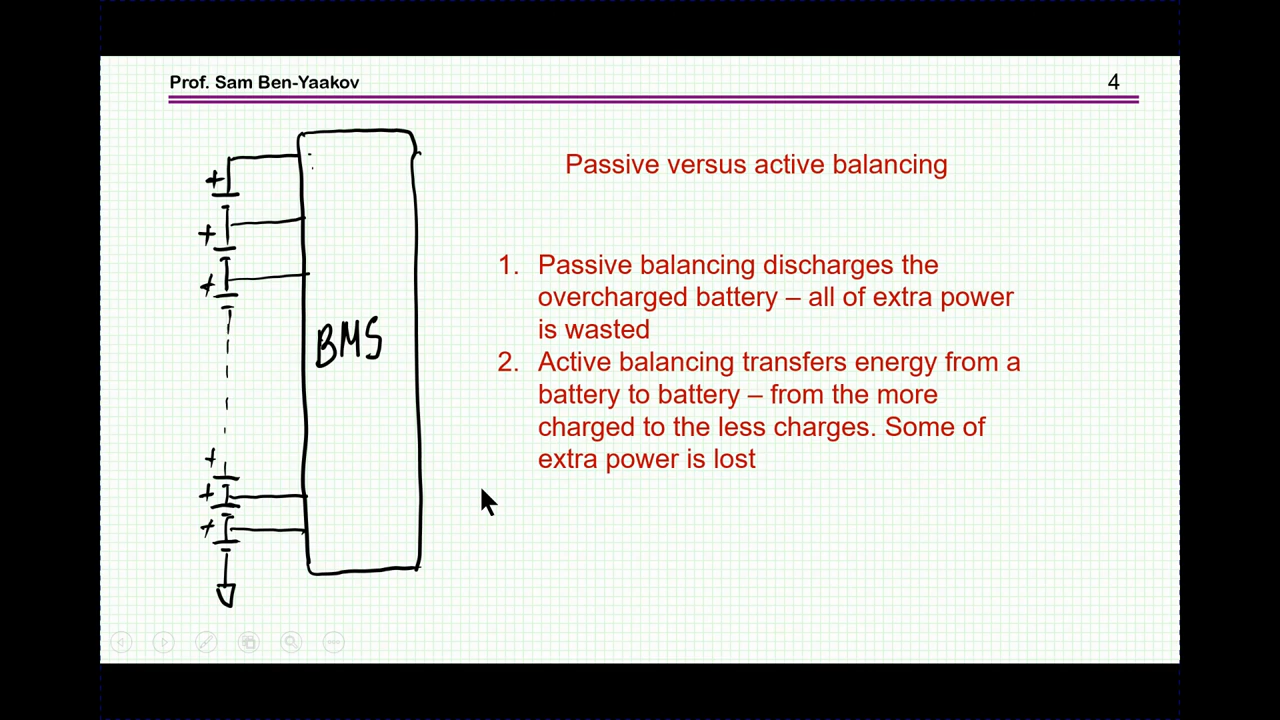 Prof. Sam Ben-Yaakov
4
Passive versus active balancing
1. Passive balancing discharges the
overcharged battery – all of extra power
is wasted
2. Active balancing transfers energy from a
battery to battery – from the more
charged to the less charges. Some of
extra power is lost
+
+
+
BMS
+
+
+